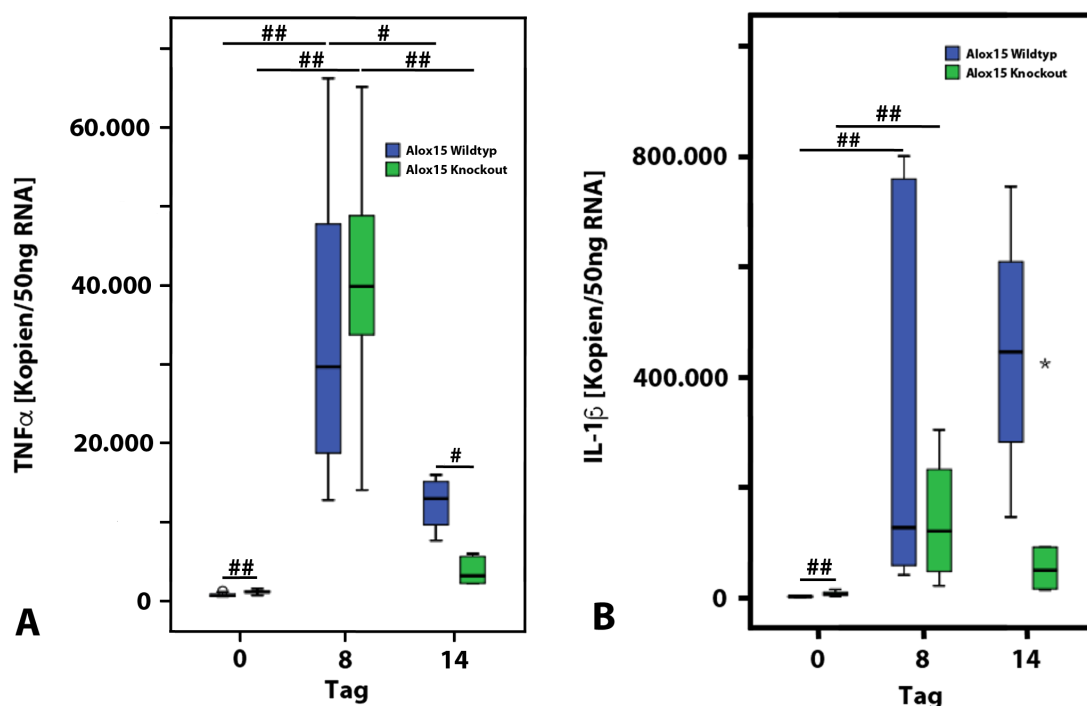 TNFα [Kopien/50ng RNA]
60.000
40.000
20.000
0
##
#
##
##
Alox15 Wildtyp
Alox15 Knockout
#
##
0
8
14
Tag
A
IL-1β [Kopien/50ng RNA]
800.000
400.000
0
Alox15 Wildtyp
Alox15 Knockout
##
##
##
0
8
14
Tag
B